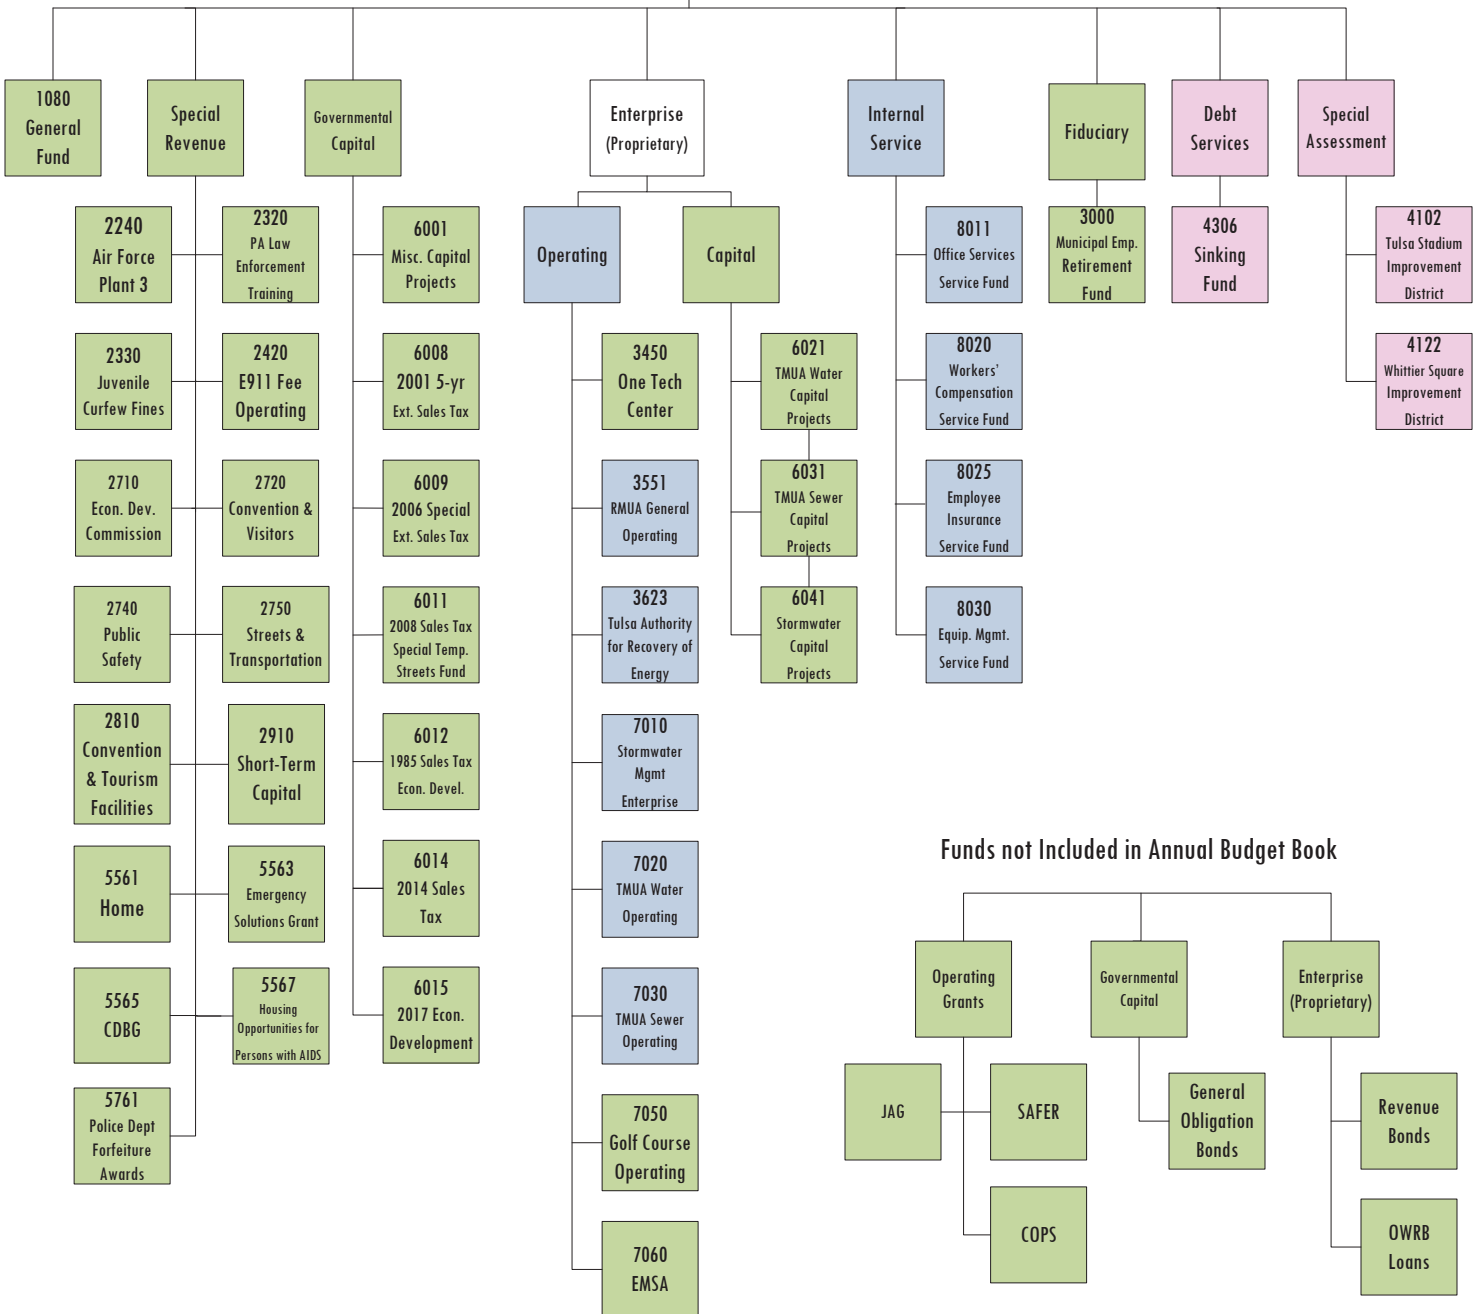 1080
General
Fund
Special
Revenue
Governmental
Capital
Enterprise
(Proprietary)
Internal
Service
Fiduciary
Debt
Services
Special
Assessment
2240
Air Force
Plant 3
2320
PA Law
Enforcement
Training
2330
Juvenile
Curfew Fines
2420
E911 Fee
Operating
2710
Econ. Dev.
Commission
2720
Convention &
Visitors
2740
Public
Safety
2750
Streets &
Transportation
2810
Convention
& Tourism
Facilities
2910
Short-Term
Capital
5561
Home
5563
Emergency
Solutions Grant
5565
CDBG
5567
Housing
Opportunities for
Persons with AIDS
5761
Police Dept
Forfeiture
Awards
6001
Misc. Capital
Projects
6008
2001 5-yr
Ext. Sales Tax
6009
2006 Special
Ext. Sales Tax
6011
2008 Sales Tax
Special Temp.
Streets Fund
6012
1985 Sales Tax
Econ. Devel.
6014
2014 Sales
Tax
6015
2017 Econ.
Development
Operating
Capital
3450
One Tech
Center
3551
RMUA General
Operating
3623
Tulsa Authority
for Recovery of
Energy
7010
Stormwater
Mgmt
Enterprise
7020
TMUA Water
Operating
7030
TMUA Sewer
Operating
7050
Golf Course
Operating
7060
EMSA
6021
TMUA Water
Capital
Projects
6031
TMUA Sewer
Capital
Projects
6041
Stormwater
Capital
Projects
8011
Office Services
Service Fund
8020
Workers'
Compensation
Service Fund
8025
Employee
Insurance
Service Fund
8030
Equip. Mgmt.
Service Fund
3000
Municipal Emp.
Retirement
Fund
4306
Sinking
Fund
4102
Tulsa Stadium
Improvement
District
4122
Whittier Square
Improvement
District
Funds not Included in Annual Budget Book
Operating
Grants
Governmental
Capital
Enterprise
(Proprietary)
JAG
SAFER
COPS
General
Obligation
Bonds
Revenue
Bonds
OWRB
Loans